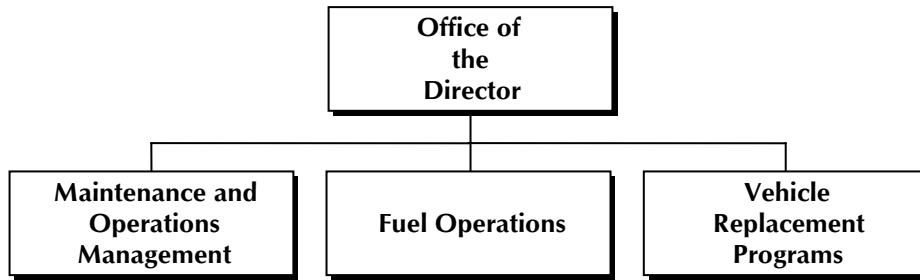 Office of
the
Director
Maintenance and
Operations
Management
Fuel Operations
Vehicle
Replacement
Programs